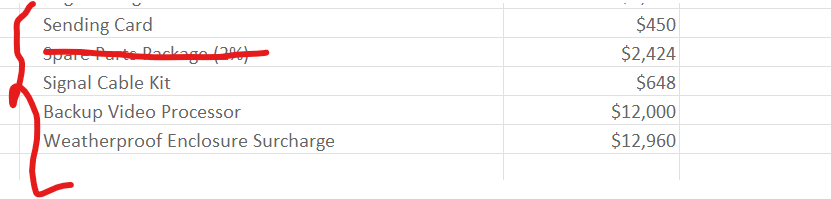 Sending Card $450
Spare Parts Package (2%) $2,424
Signal Cable Kit $648
Backup Video Processor $12,000
Weatherproof Enclosure Surcharge $12,960